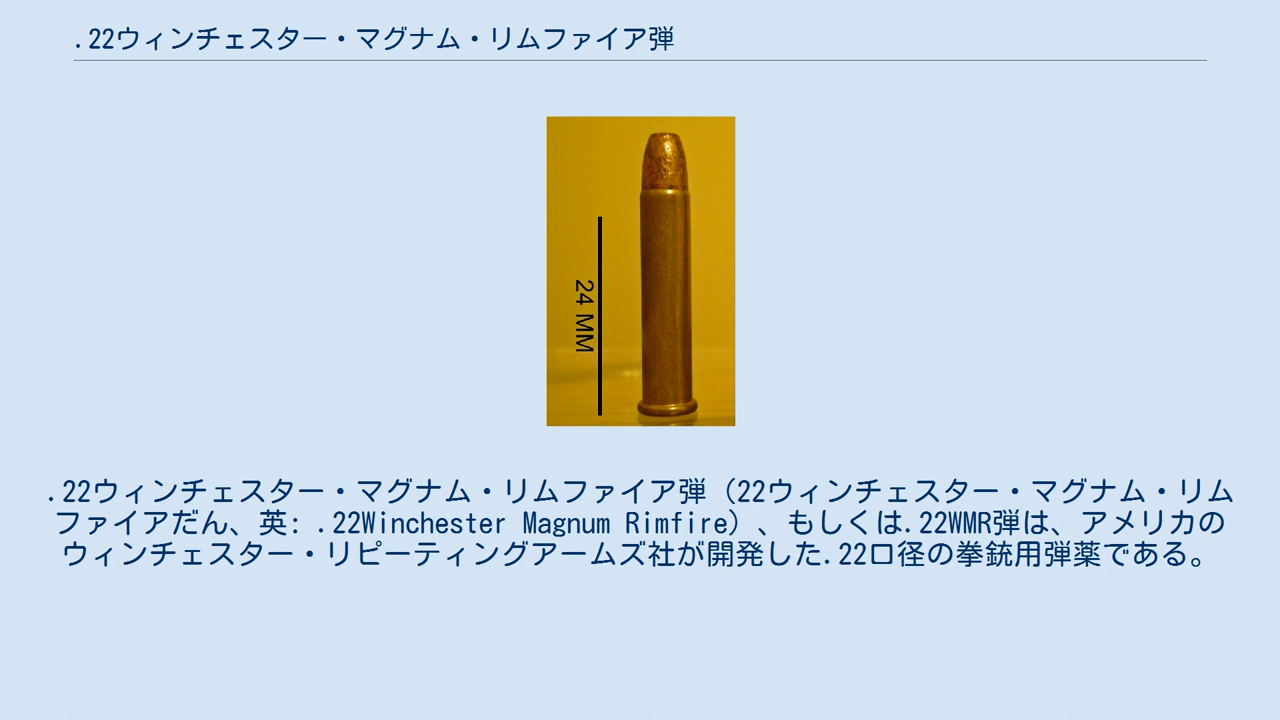 .22ウィンチェスター・マグナム・リムファイア弾
24 MM
.22ウィンチェスター・マグナム・リムファイア弾（22ウィンチェスター・マグナム・リム
ファイアだん、英: .22Winchester Magnum Rimfire）、もしくは.22WMR弾は、アメリカの
ウィンチェスター・リピーティングアームズ社が開発した.22口径の拳銃用弾薬である。